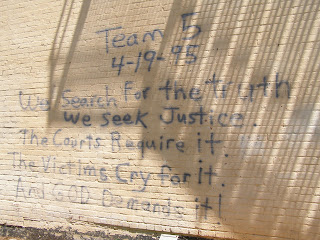 Team 5
4-19-95
We Search For the truth
We seek Justice.
The Courts Require it.
The Victims Cry for it.
And GOD Demands it!